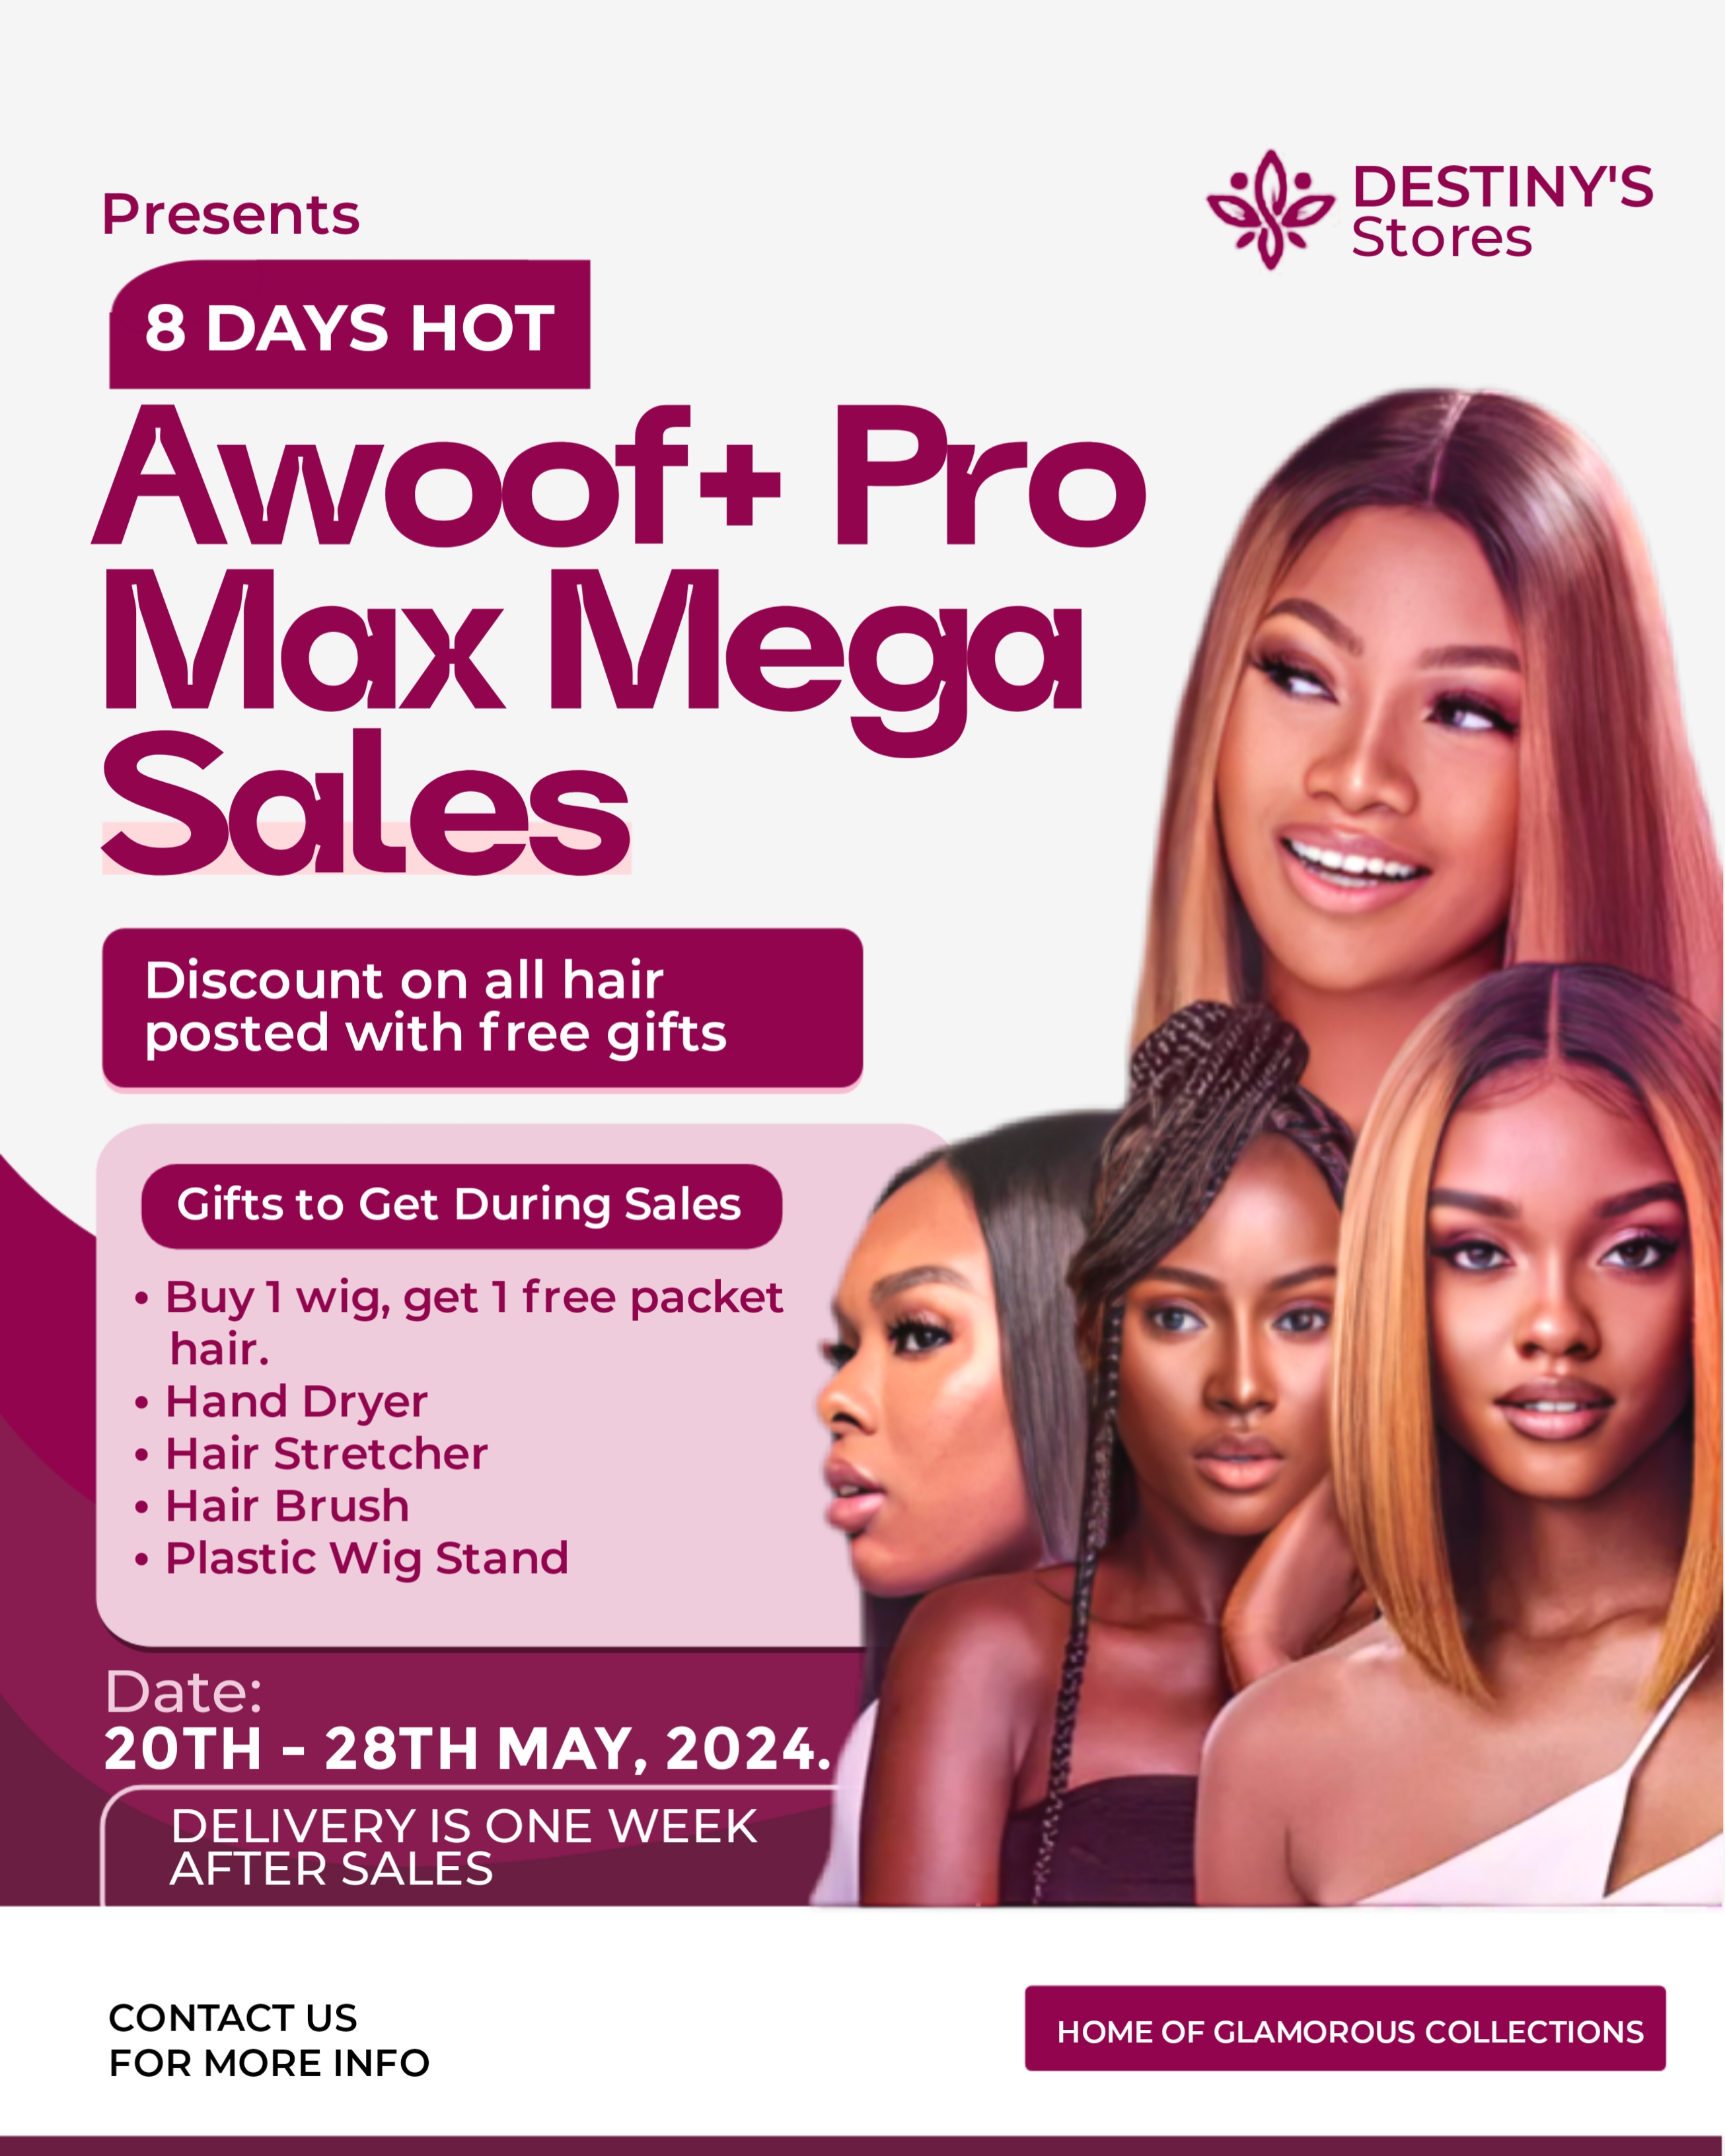 Presents
DESTINY'S
Stores
8 DAYS HOT
Awoof+ Pro
Max Mega
Sales
Discount on all hair
posted with free gifts
Gifts to Get During Sales
• Buy 1 wig, get 1 free packet
hair.
• Hand Dryer
• Hair Stretcher
• Hair Brush
• Plastic Wig Stand
Date:
20TH - 28TH MAY, 2024.
DELIVERY IS ONE WEEK
AFTER SALES
CONTACT US
FOR MORE INFO
HOME OF GLAMOROUS COLLECTIONS